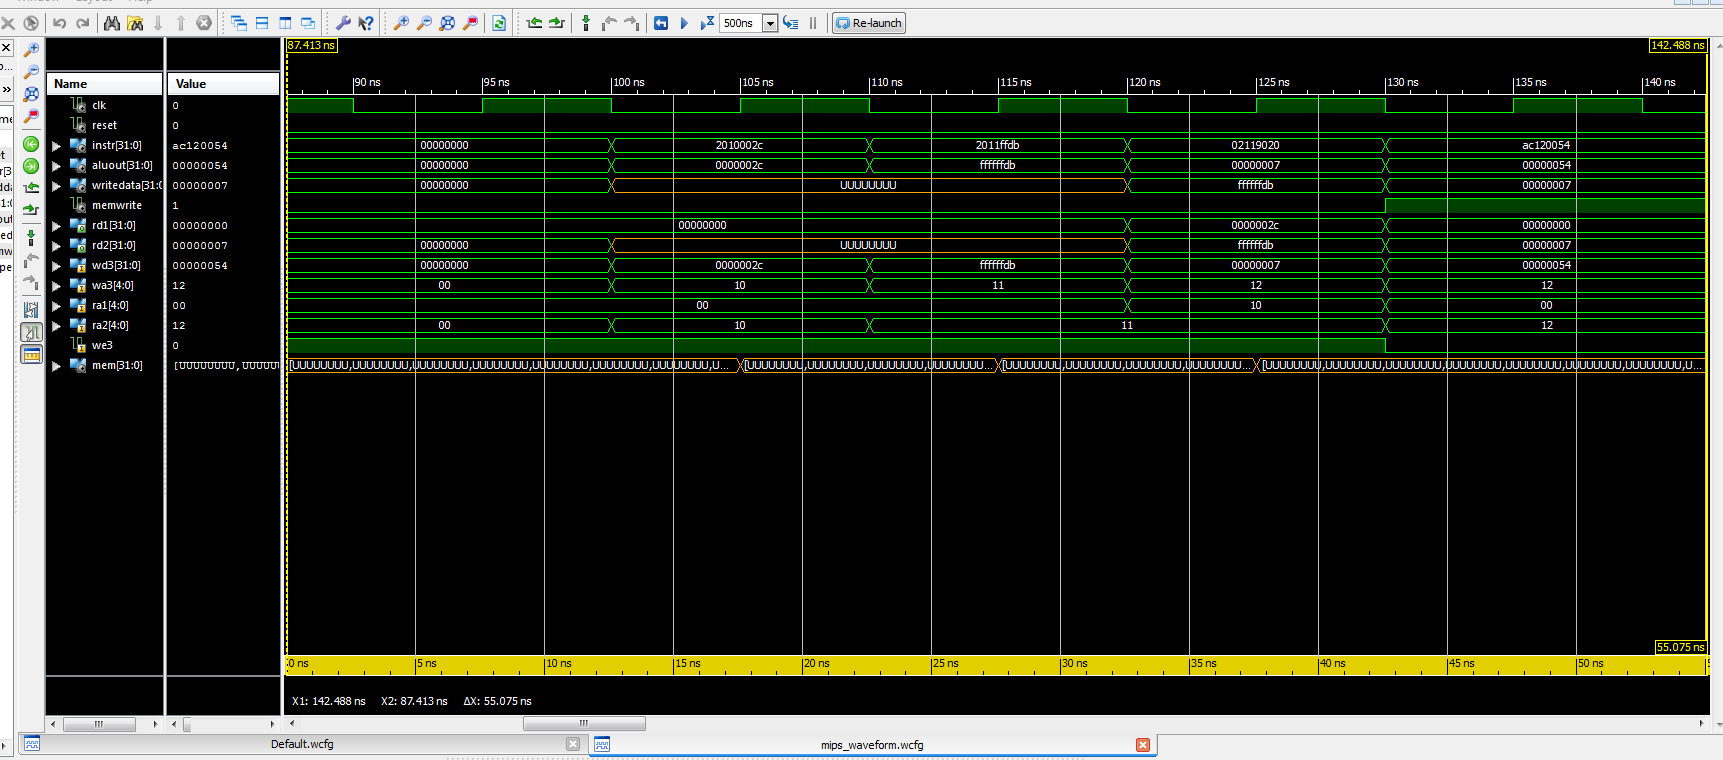 500ns Re-launch
87.413 ns 142.488 ns
Name Value
90 ns 95 ns 100 ns 105 ns 110 ns 115 ns 120 ns 125 ns 130 ns 135 ns 140 ns
clk 0
reset 0
instr[31:0] ac120054 00000000 2010002c 2011ffdb 02119020 ac120054
aluout[31:0] 00000054 00000000 0000002c ffffffdb 00000007 00000054
writedata[31:0 00000007 00000000 UUUUUUUU ffffffdb 00000007
memwrite 1
rd1[31:0] 00000000 00000000 0000002c 00000000
rd2[31:0] 00000007 00000000 UUUUUUUU ffffffdb 00000007
wd3[31:0] 00000054 00000000 0000002c ffffffdb 00000007 00000054
wa3[4:0] 12 00 10 11 12 12
ra1[4:0] 00 00 10 00
ra2[4:0] 12 00 10 11 12
we3 0
mem[31:0] [UUUUUUUU,UUUUU [UUUUUUUU,UUUUUUUU,UUUUUUUU,UUUUUUUU,UUUUUUUU,UUUUUUUU,UUUUUUUU,U... [UUUUUUUU,UUUUUUUU,UUUUUUUU,UUUUUUUU... [UUUUUUUU,UUUUUUUU,UUUUUUUU,UUUUUUUU... [UUUUUUUU,UUUUUUUU,UUUUUUUU,UUUUUUUU,UUUUUUUU,UUUUUUUU,UUUUUUUU,U...
55.075 ns
0 ns 5 ns 10 ns 15 ns 20 ns 25 ns 30 ns 35 ns 40 ns 45 ns 50 ns
X1: 142.488 ns X2: 87.413 ns ΔX: 55.075 ns
Default.wcfg mips_waveform.wcfg